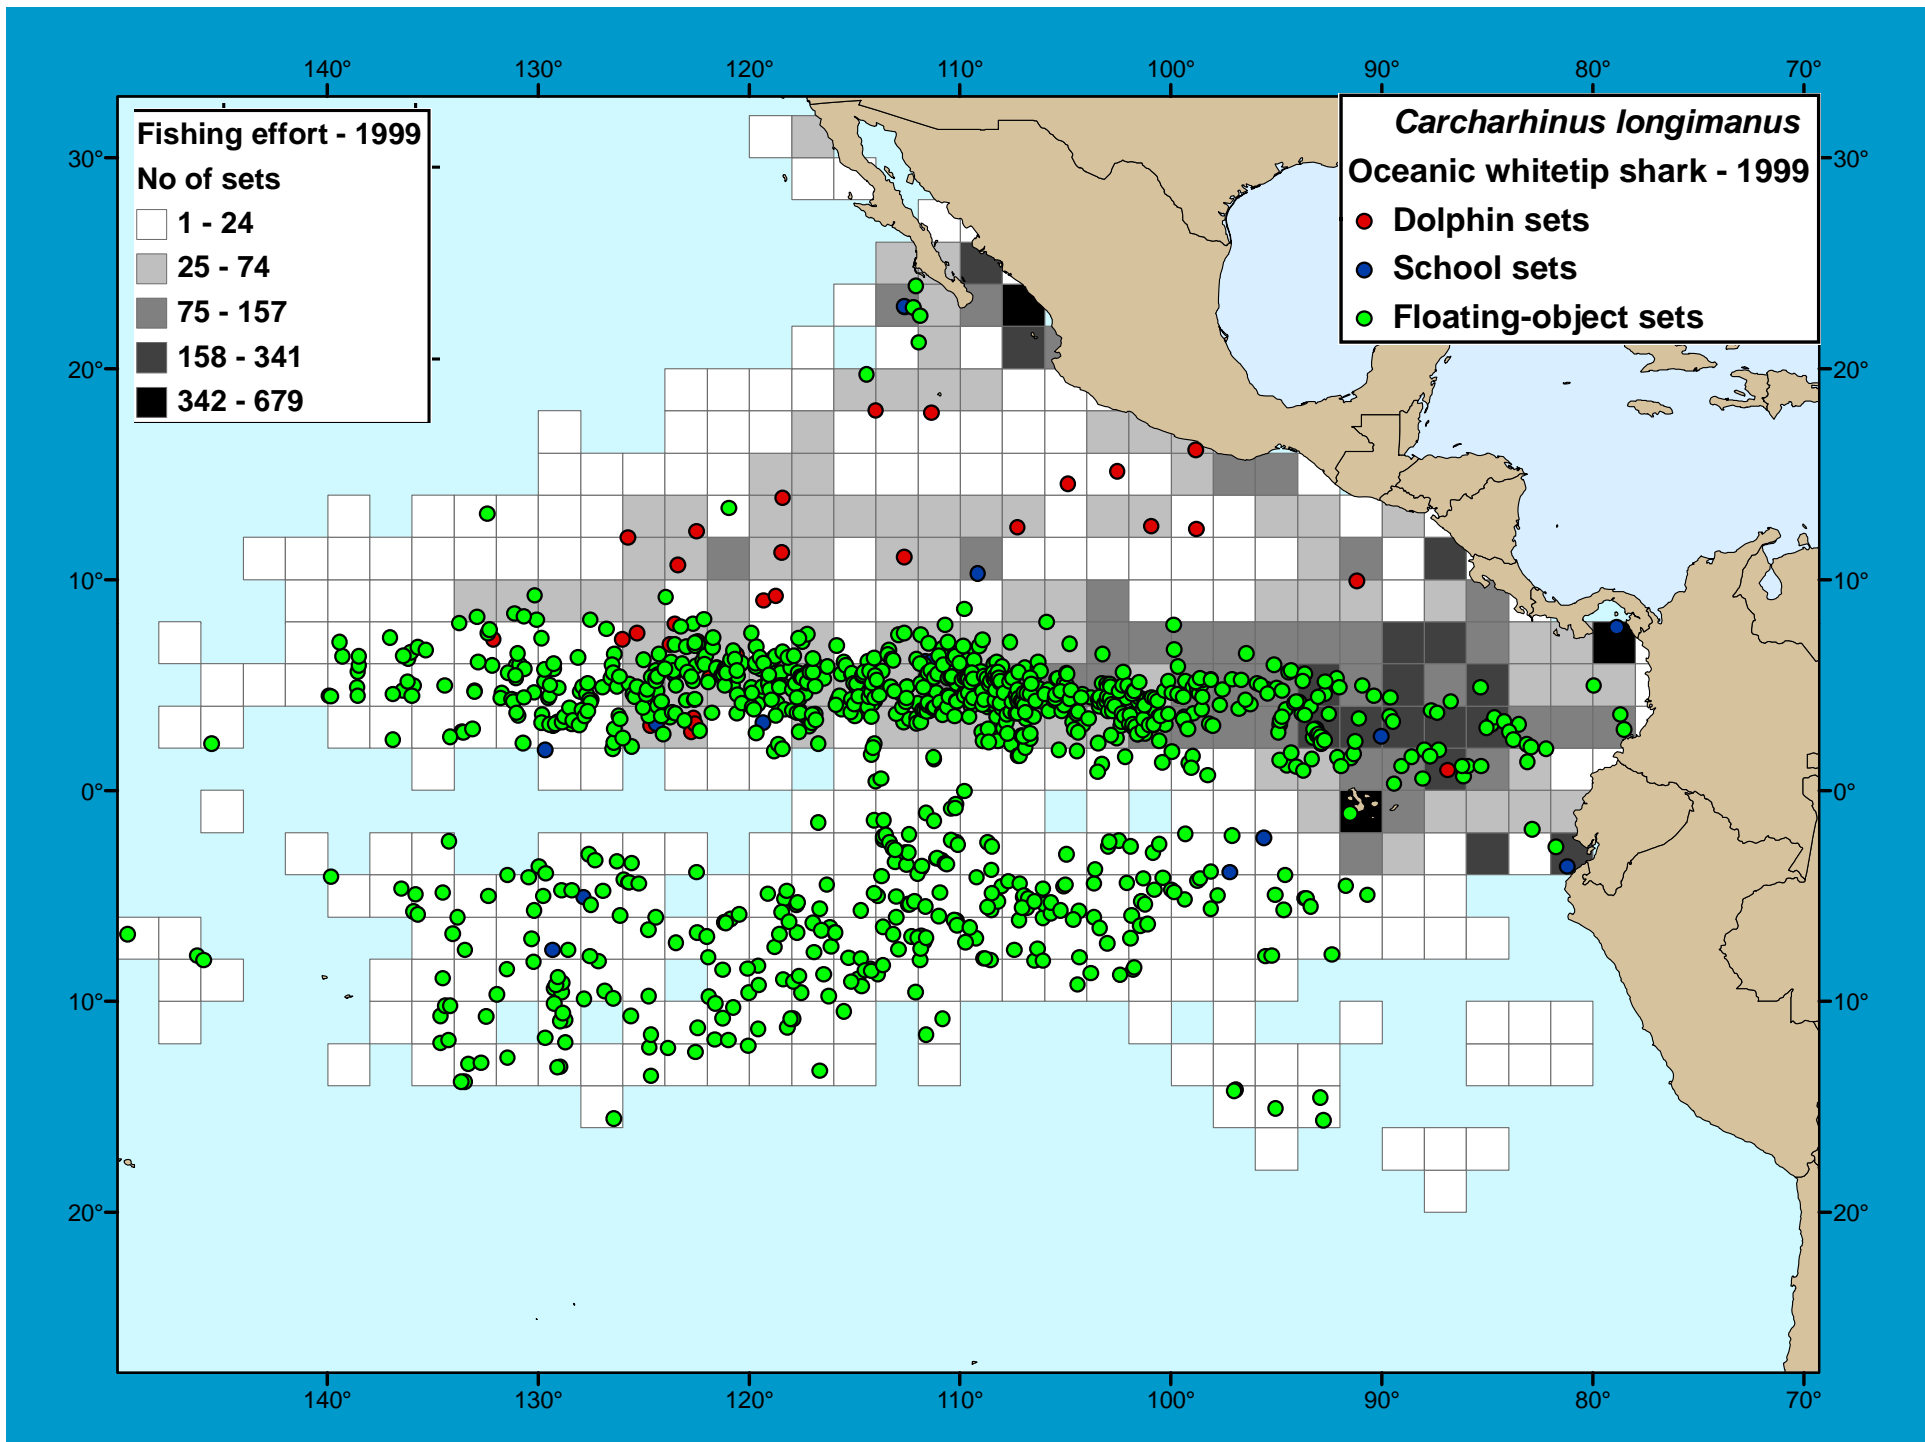 140° 130° 120° 110° 100° 90° 80° 70°
Fishing effort - 1999
No of sets
1 - 24
25 - 74
75 - 157
158 - 341
342 - 679
Carcharhinus longimanus
Oceanic whitetip shark - 1999
Dolphin sets
School sets
Floating-object sets
30° 30°
20° 20°
10° 10°
0° 0°
10° 10°
20° 20°
140° 130° 120° 110° 100° 90° 80° 70°